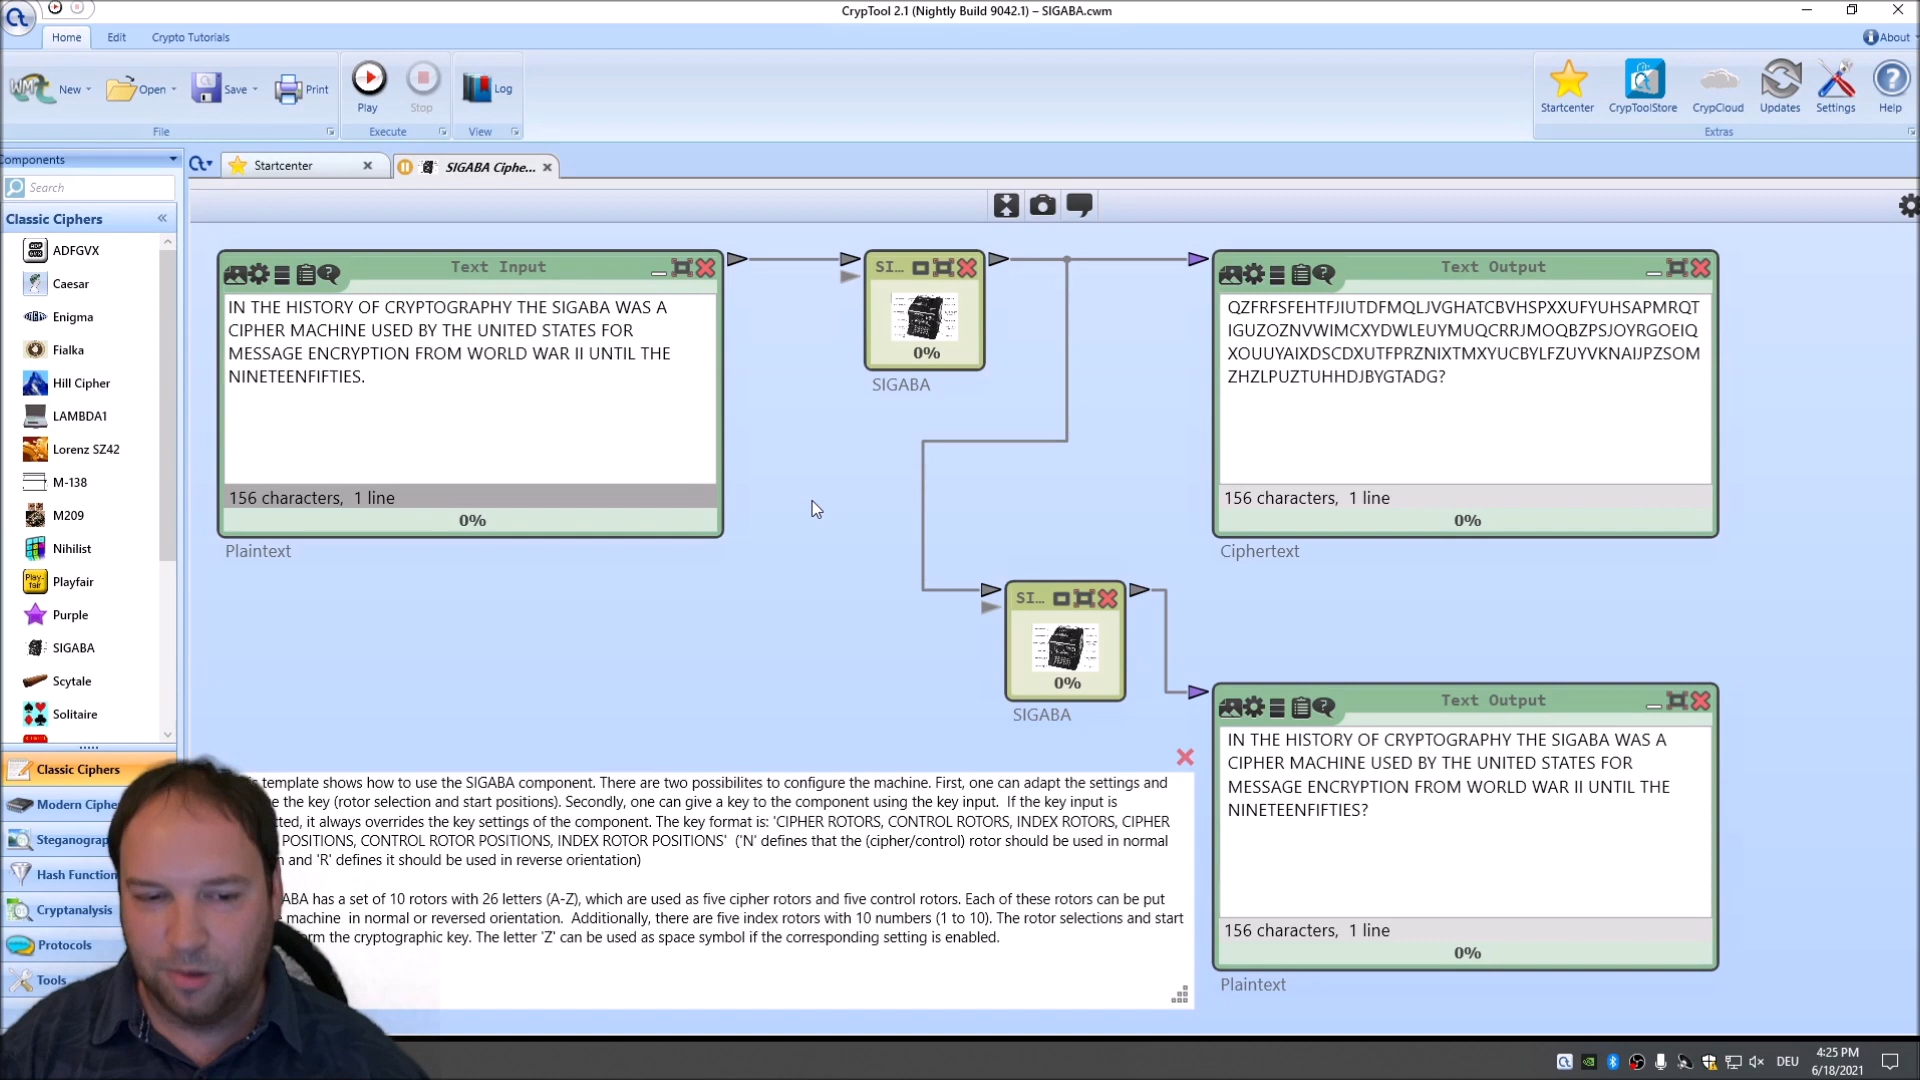 CrypTool 2.1 (Nightly Build 9042.1) – SIGABA.cwm
Home Edit Crypto Tutorials
About
New Open Save Print
Play Stop
Log
Startcenter CrypToolStore CrypCloud Updates Settings Help
File Execute View Extras
Components
Startcenter
SIGABA Ciphe...
Search
Classic Ciphers
ADFGVX
Caesar
Enigma
Fialka
Hill Cipher
LAMBDA1
Lorenz SZ42
M-138
M209
Nihilist
Playfair
Purple
SIGABA
Scytale
Solitaire
Classic Ciphers
Modern Ciphe
Steganogra
Hash Function
Cryptanalysis
Protocols
Tools
Text Input
IN THE HISTORY OF CRYPTOGRAPHY THE SIGABA WAS A
CIPHER MACHINE USED BY THE UNITED STATES FOR
MESSAGE ENCRYPTION FROM WORLD WAR II UNTIL THE
NINETEENFIFTIES.
156 characters, 1 line
0%
Plaintext
SI...
0%
SIGABA
Text Output
QZFRFSFEHTFJIUTDFMQLJVGHATCBVHSPXXUFYUHSAPMRQT
IGUZOZNVWIMCXYDWLEUYMUQCRRJMOQBZPSJOYRGOEIQ
XOUUYAIXDSCDXUTFPRZNIXTMXYUCBYLFZUYVKNAIJPZSOM
ZHZLPUZTUHHDJBYGTADG?
156 characters, 1 line
0%
Ciphertext
SI...
0%
SIGABA
Text Output
IN THE HISTORY OF CRYPTOGRAPHY THE SIGABA WAS A
CIPHER MACHINE USED BY THE UNITED STATES FOR
MESSAGE ENCRYPTION FROM WORLD WAR II UNTIL THE
NINETEENFIFTIES?
156 characters, 1 line
0%
Plaintext
template shows how to use the SIGABA component. There are two possibilites to configure the machine. First, one can adapt the settings and
the key (rotor selection and start positions). Secondly, one can give a key to the component using the key input. If the key input is
it always overrides the key settings of the component. The key format is: 'CIPHER ROTORS, CONTROL ROTORS, INDEX ROTORS, CIPHER
POSITIONS, CONTROL ROTOR POSITIONS, INDEX ROTOR POSITIONS' ('N' defines that the (cipher/control) rotor should be used in normal
and 'R' defines it should be used in reverse orientation)
ABA has a set of 10 rotors with 26 letters (A-Z), which are used as five cipher rotors and five control rotors. Each of these rotors can be put
machine in normal or reversed orientation. Additionally, there are five index rotors with 10 numbers (1 to 10). The rotor selections and start
the cryptographic key. The letter 'Z' can be used as space symbol if the corresponding setting is enabled.
DEU
4:25 PM
6/18/2021